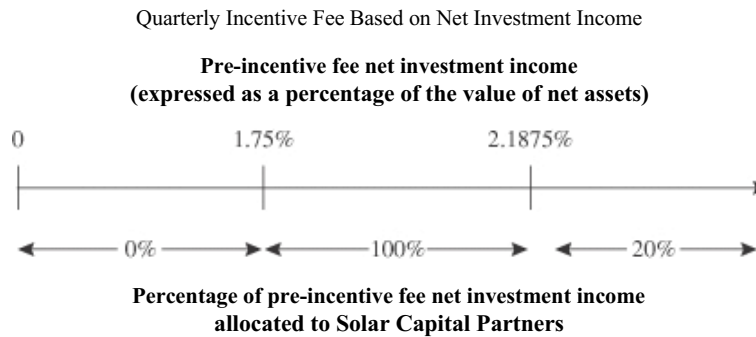 Quarterly Incentive Fee Based on Net Investment Income
Pre-incentive fee net investment income
(expressed as a percentage of the value of net assets)
0 1.75% 2.1875%
0% 100% 20%
Percentage of pre-incentive fee net investment income
allocated to Solar Capital Partners